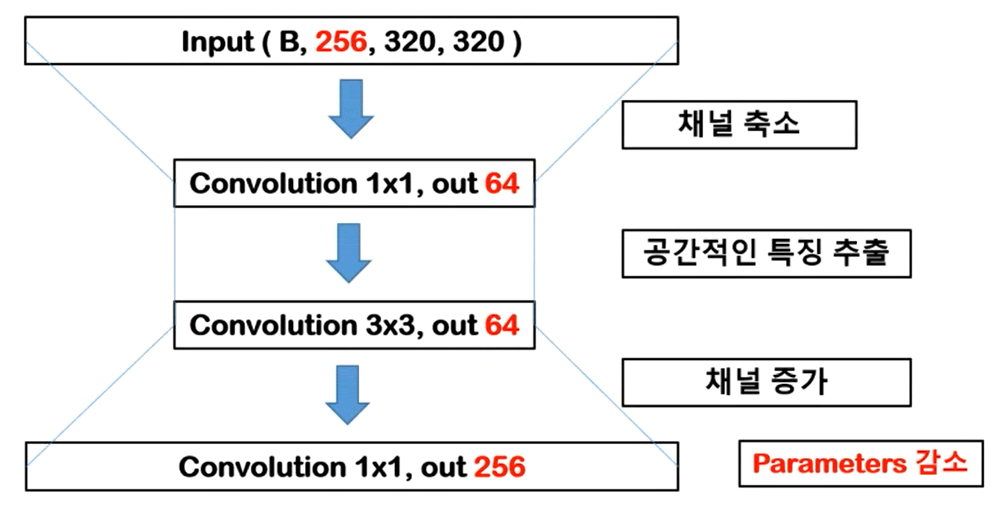 Input ( B, 256, 320, 320 )
채널 축소
Convolution 1x1, out 64
공간적인 특징 추출
Convolution 3x3, out 64
채널 증가
Convolution 1x1, out 256
Parameters 감소